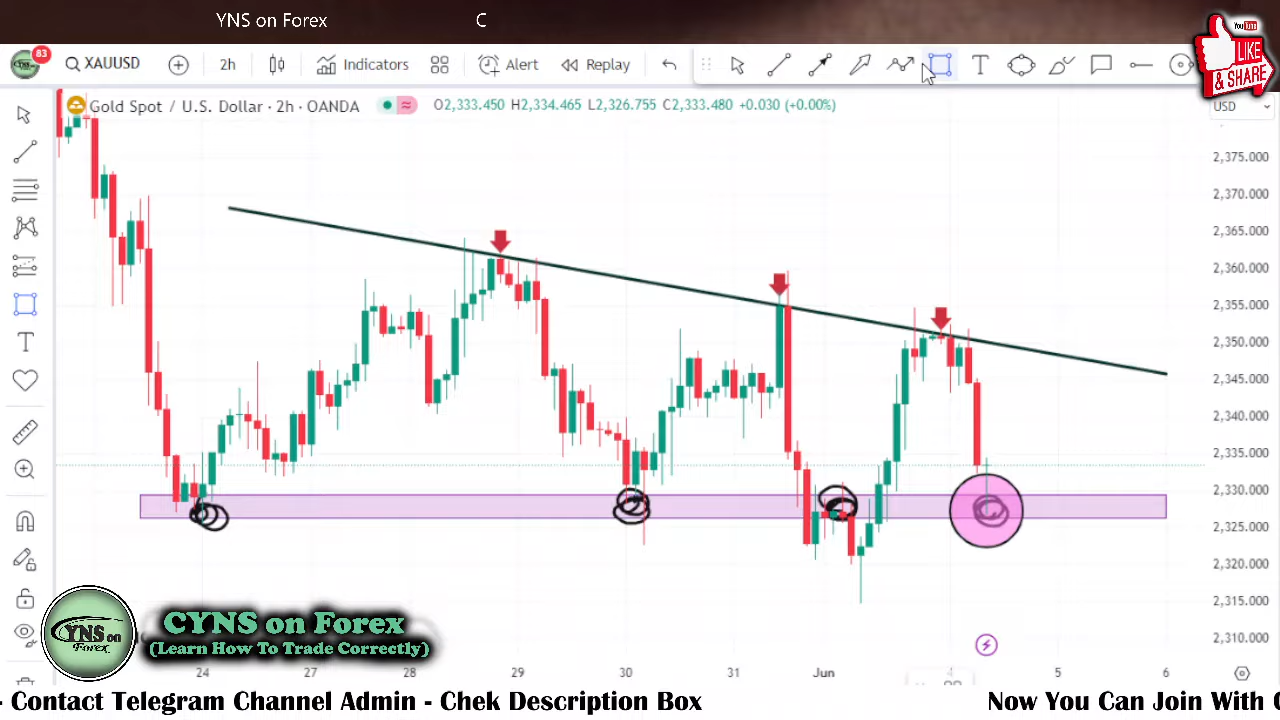 YNS on Forex C
YouTube
LIKE
& SHARE
83
XAUUSD 2h Indicators Alert Replay
Gold Spot / U.S. Dollar · 2h · OANDA O2,333.450 H2,334.465 L2,326.755 C2,333.480 +0.030 (+0.00%)
USD
2,375.000
2,370.000
2,365.000
2,360.000
2,355.000
2,350.000
2,345.000
2,340.000
2,335.000
2,330.000
2,325.000
2,320.000
2,315.000
2,310.000
YNS on
Forex
CYNS on Forex
(Learn How To Trade Correctly)
24 27 28 29 30 31 Jun 4 5 6
- Contact Telegram Channel Admin - Chek Description Box Now You Can Join With